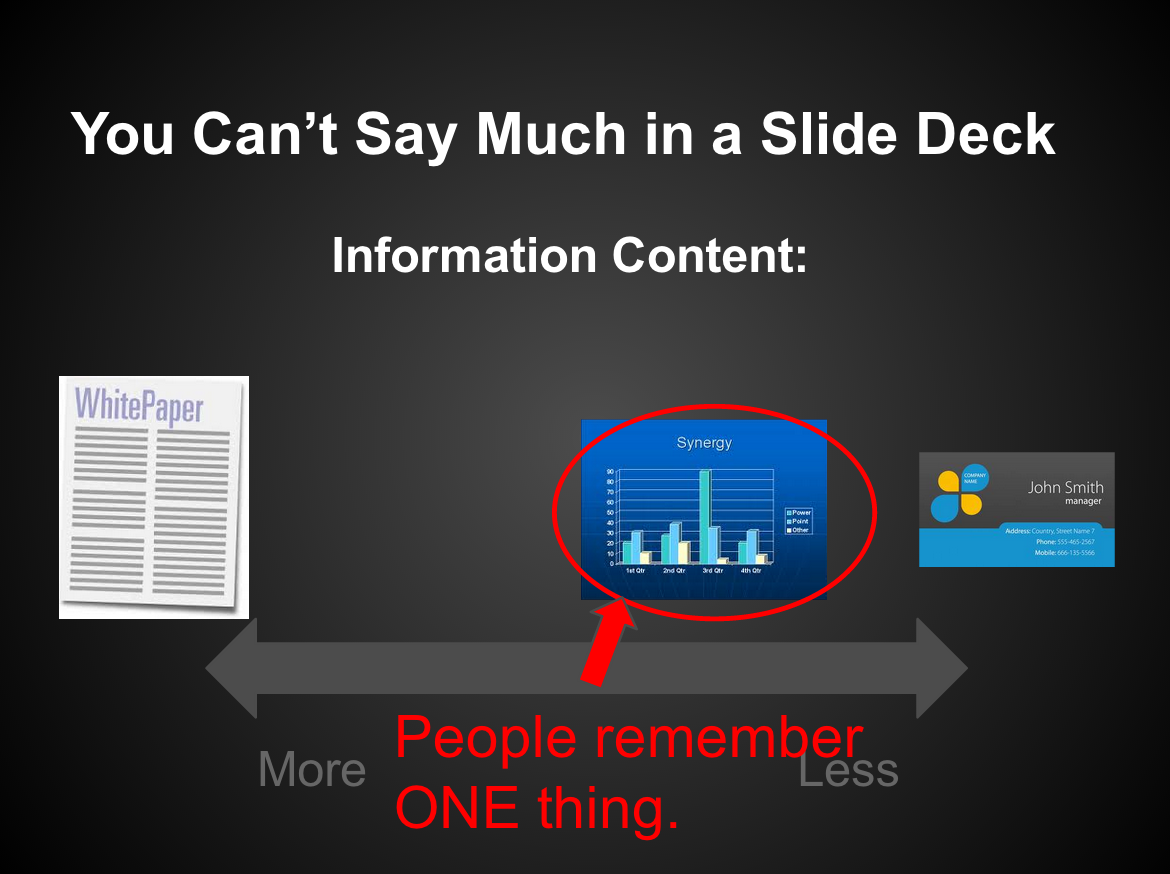 You Can’t Say Much in a Slide Deck
Information Content:
WhitePaper
Synergy
90
80
70
60
50
40
30
20
10
0
1st Qtr 2nd Qtr 3rd Qtr 4th Qtr
Power
Point
Other
COMPANY
NAME
John Smith
manager
Address: Country, Street Name 7
Phone: 555-465-2567
Mobile: 666-135-5566
People remember
ONE thing.
More
Less